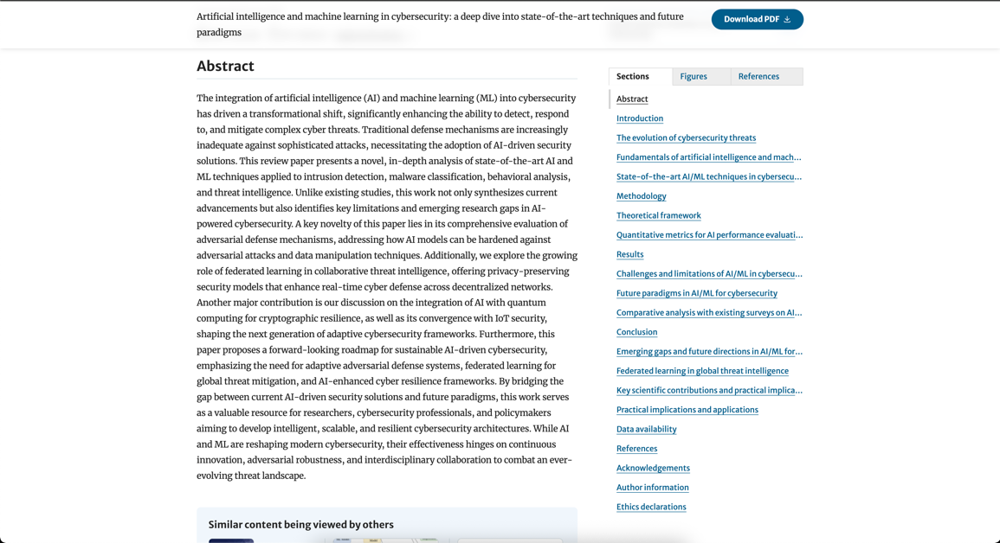 Artificial intelligence and machine learning in cybersecurity: a deep dive into state-of-the-art techniques and future
paradigms
Download PDF
Abstract
The integration of artificial intelligence (AI) and machine learning (ML) into cybersecurity
has driven a transformational shift, significantly enhancing the ability to detect, respond
to, and mitigate complex cyber threats. Traditional defense mechanisms are increasingly
inadequate against sophisticated attacks, necessitating the adoption of AI-driven security
solutions. This review paper presents a novel, in-depth analysis of state-of-the-art AI and
ML techniques applied to intrusion detection, malware classification, behavioral analysis,
and threat intelligence. Unlike existing studies, this work not only synthesizes current
advancements but also identifies key limitations and emerging research gaps in AI-
powered cybersecurity. A key novelty of this paper lies in its comprehensive evaluation of
adversarial defense mechanisms, addressing how AI models can be hardened against
adversarial attacks and data manipulation techniques. Additionally, we explore the growing
role of federated learning in collaborative threat intelligence, offering privacy-preserving
security models that enhance real-time cyber defense across decentralized networks.
Another major contribution is our discussion on the integration of AI with quantum
computing for cryptographic resilience, as well as its convergence with IoT security,
shaping the next generation of adaptive cybersecurity frameworks. Furthermore, this
paper proposes a forward-looking roadmap for sustainable AI-driven cybersecurity,
emphasizing the need for adaptive adversarial defense systems, federated learning for
global threat mitigation, and AI-enhanced cyber resilience frameworks. By bridging the
gap between current AI-driven security solutions and future paradigms, this work serves
as a valuable resource for researchers, cybersecurity professionals, and policymakers
aiming to develop intelligent, scalable, and resilient cybersecurity architectures. While AI
and ML are reshaping modern cybersecurity, their effectiveness hinges on continuous
innovation, adversarial robustness, and interdisciplinary collaboration to combat an ever-
evolving threat landscape.
Similar content being viewed by others
Sections
Figures
References
Abstract
Introduction
The evolution of cybersecurity threats
Fundamentals of artificial intelligence and mach...
State-of-the-art AI/ML techniques in cybersecu...
Methodology
Theoretical framework
Quantitative metrics for AI performance evaluati...
Results
Challenges and limitations of AI/ML in cybersecu...
Future paradigms in AI/ML for cybersecurity
Comparative analysis with existing surveys on AI...
Conclusion
Emerging gaps and future directions in AI/ML for...
Federated learning in global threat intelligence
Key scientific contributions and practical implica...
Practical implications and applications
Data availability
References
Acknowledgements
Author information
Ethics declarations